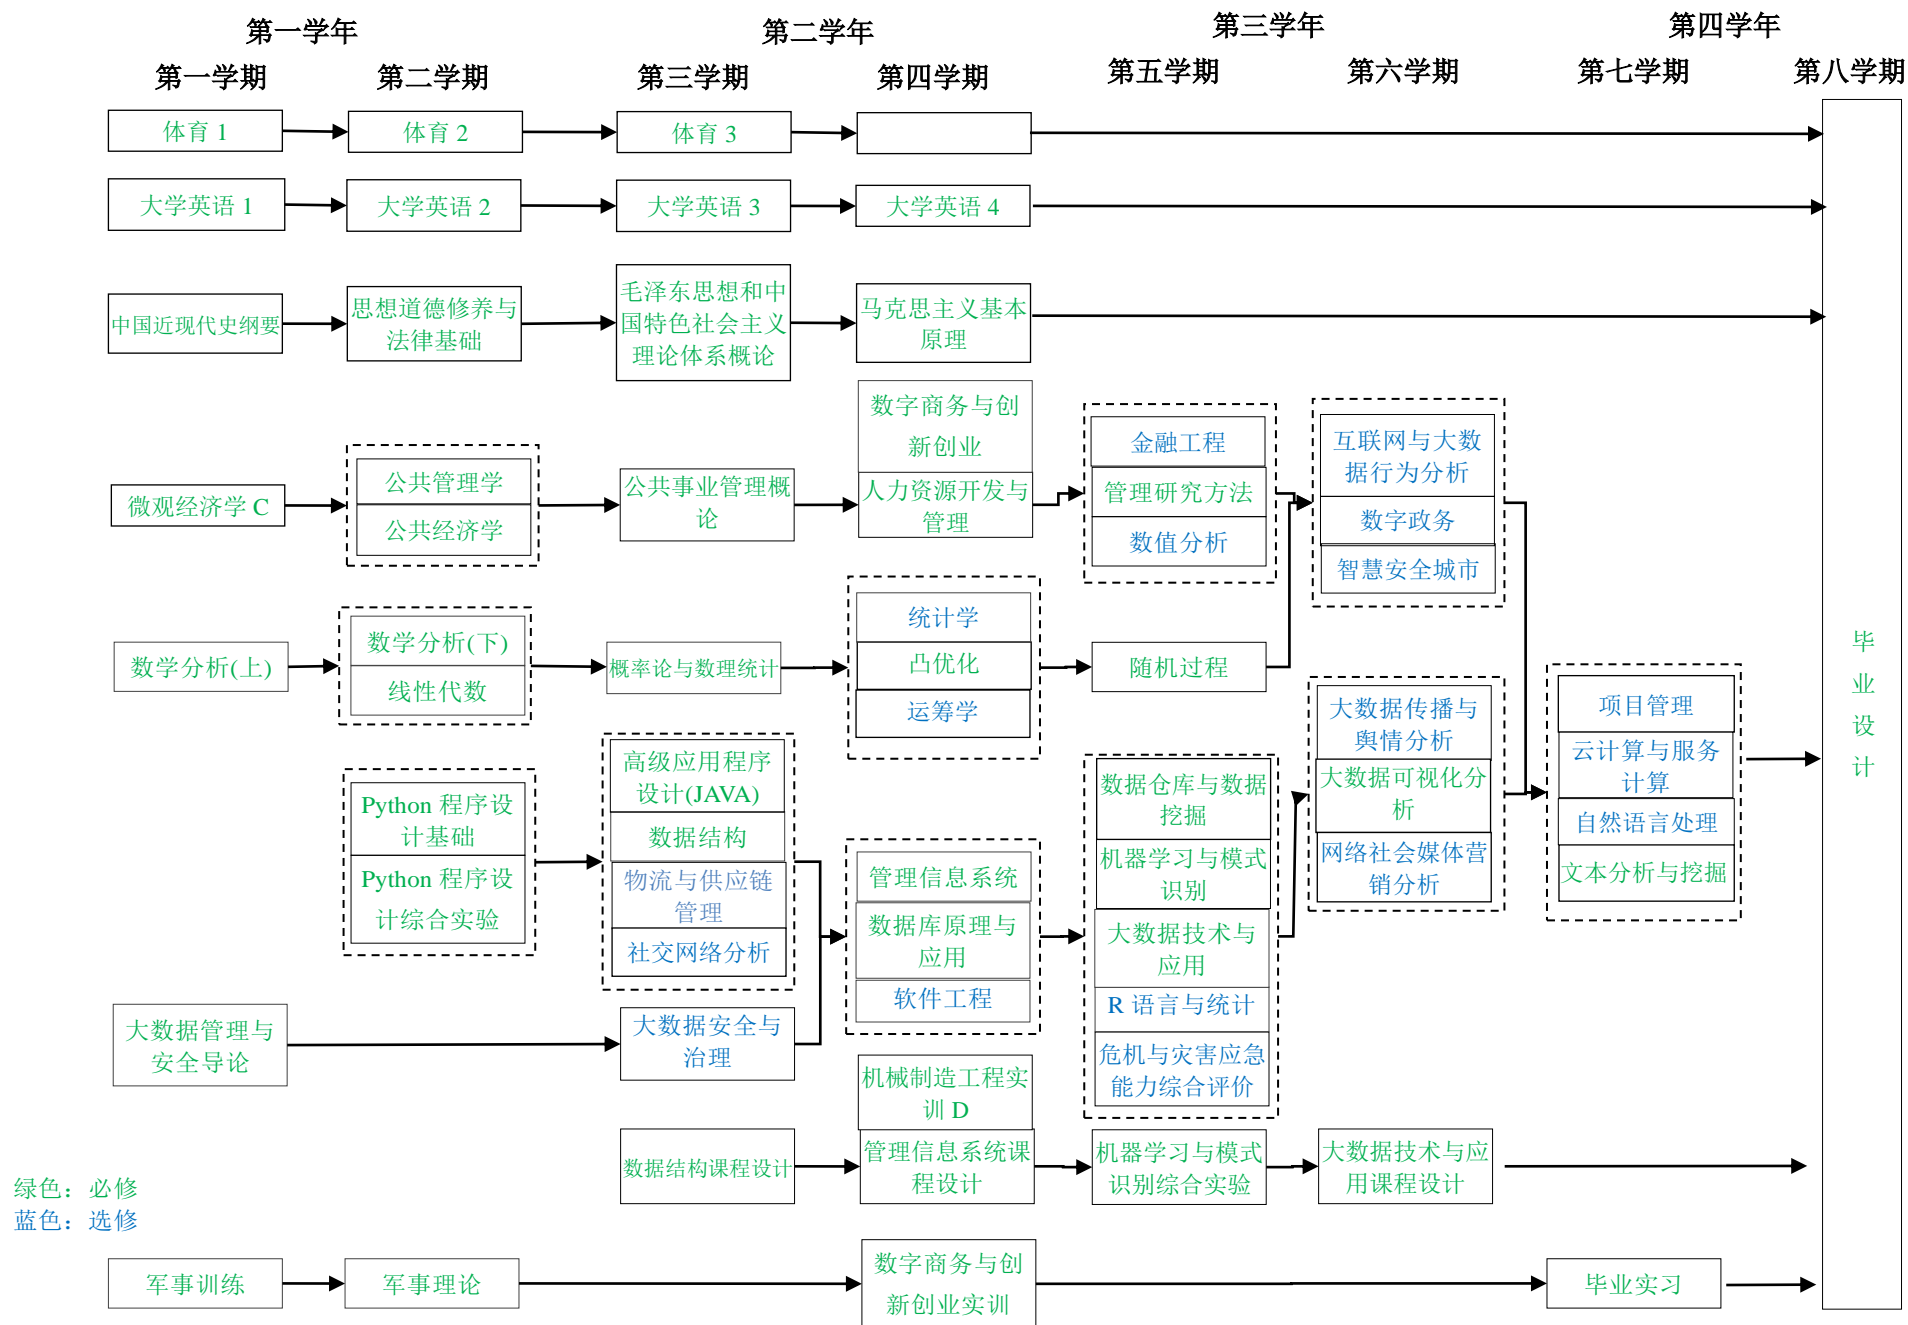 第一学年
第二学年
第三学年
第四学年
第一学期
第二学期
第三学期
第四学期
第五学期
第六学期
第七学期
第八学期
体育 1
体育 2
体育 3
大学英语 1
大学英语 2
大学英语 3
大学英语 4
中国近现代史纲要
思想道德修养与
法律基础
毛泽东思想和中
国特色社会主义
理论体系概论
马克思主义基本
原理
微观经济学 C
公共管理学
公共经济学
公共事业管理概
论
数字商务与创
新创业
人力资源开发与
管理
金融工程
管理研究方法
数值分析
互联网与大数
据行为分析
数字政务
智慧安全城市
数学分析(上)
数学分析(下)
线性代数
概率论与数理统计
统计学
凸优化
运筹学
随机过程
Python 程序设
计基础
Python 程序设
计综合实验
高级应用程序
设计(JAVA)
数据结构
物流与供应链
管理
社交网络分析
管理信息系统
数据库原理与
应用
软件工程
数据仓库与数据
挖掘
机器学习与模式
识别
大数据技术与
应用
R 语言与统计
危机与灾害应急
能力综合评价
大数据传播与
舆情分析
大数据可视化分
析
网络社会媒体营
销分析
项目管理
云计算与服务
计算
自然语言处理
文本分析与挖掘
毕
业
设
计
大数据管理与
安全导论
大数据安全与
治理
机械制造工程实
训 D
数据结构课程设计
管理信息系统课
程设计
机器学习与模式
识别综合实验
大数据技术与应
用课程设计
绿色：必修
蓝色：选修
军事训练
军事理论
数字商务与创
新创业实训
毕业实习